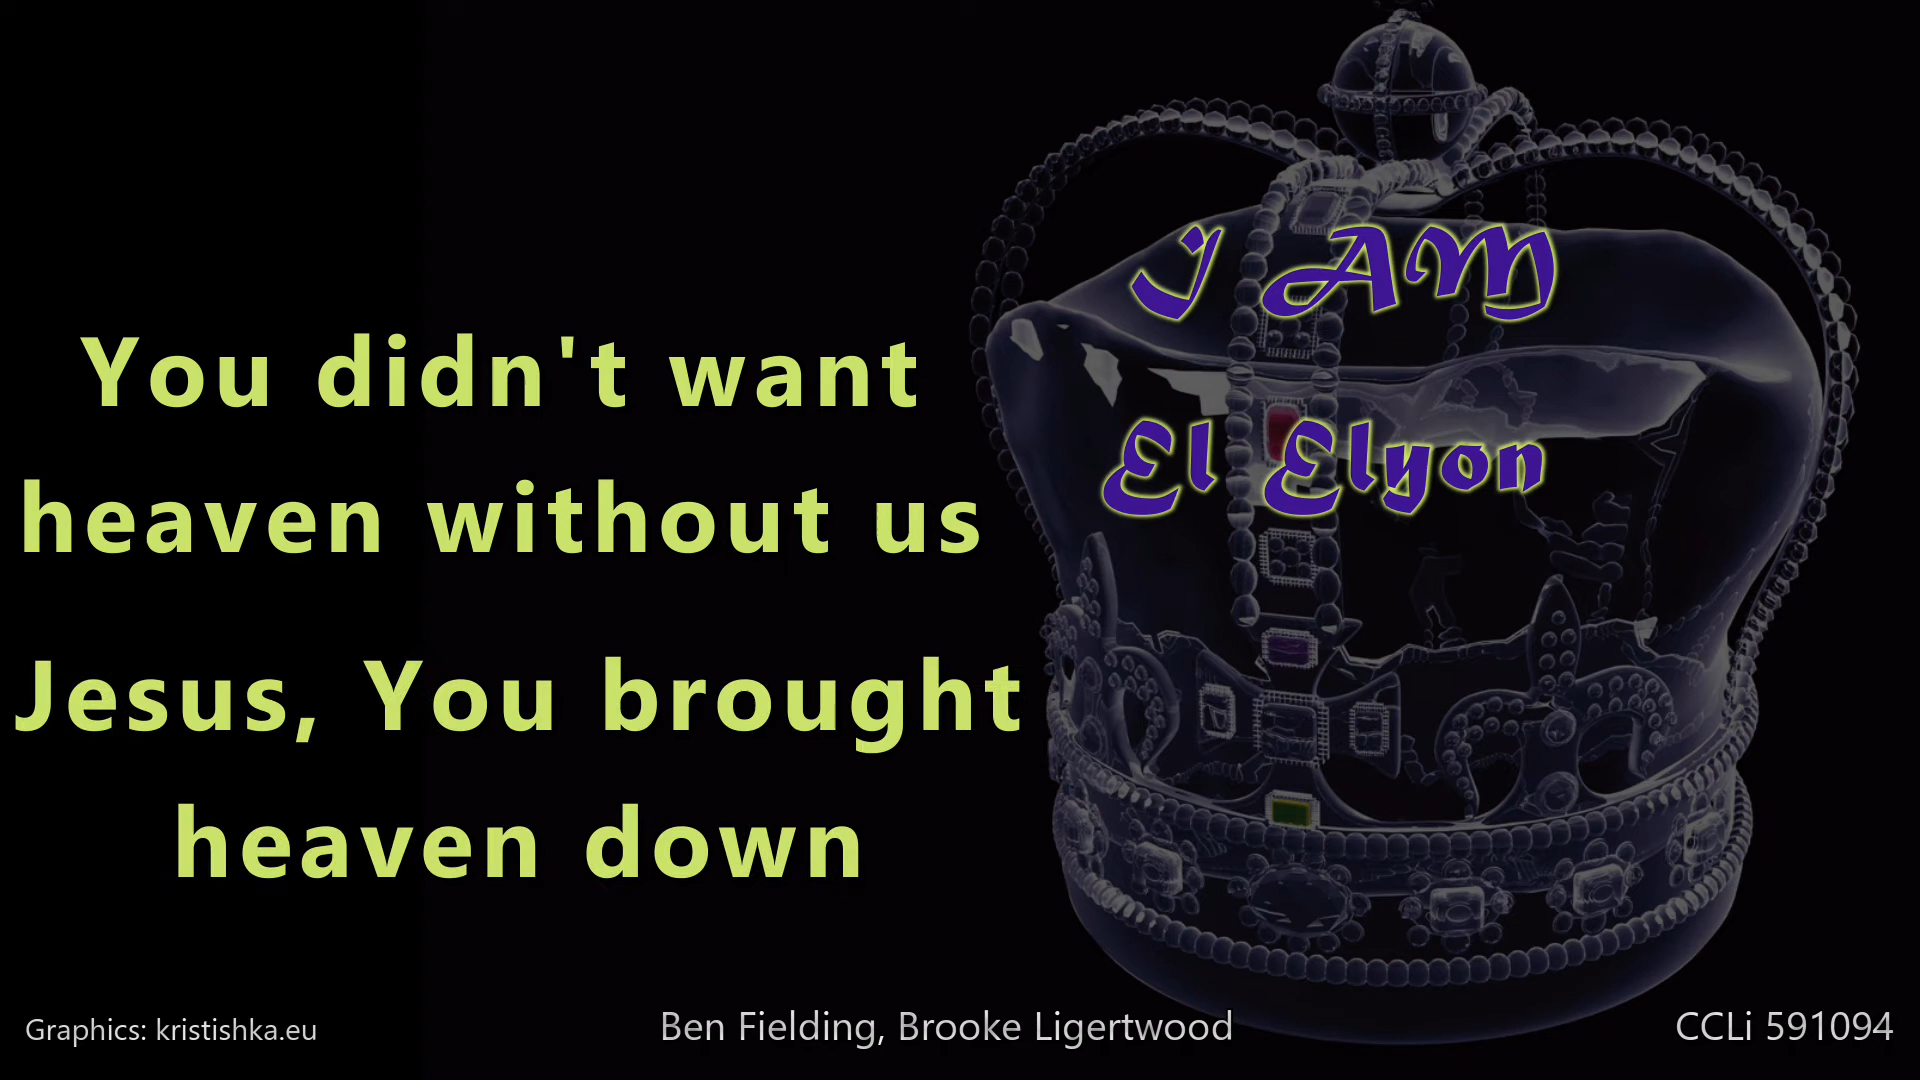 You didn't want
heaven without us
Jesus, You brought
heaven down
I AM
El Elyon
Graphics: kristishka.eu
Ben Fielding, Brooke Ligertwood
CCLi 591094